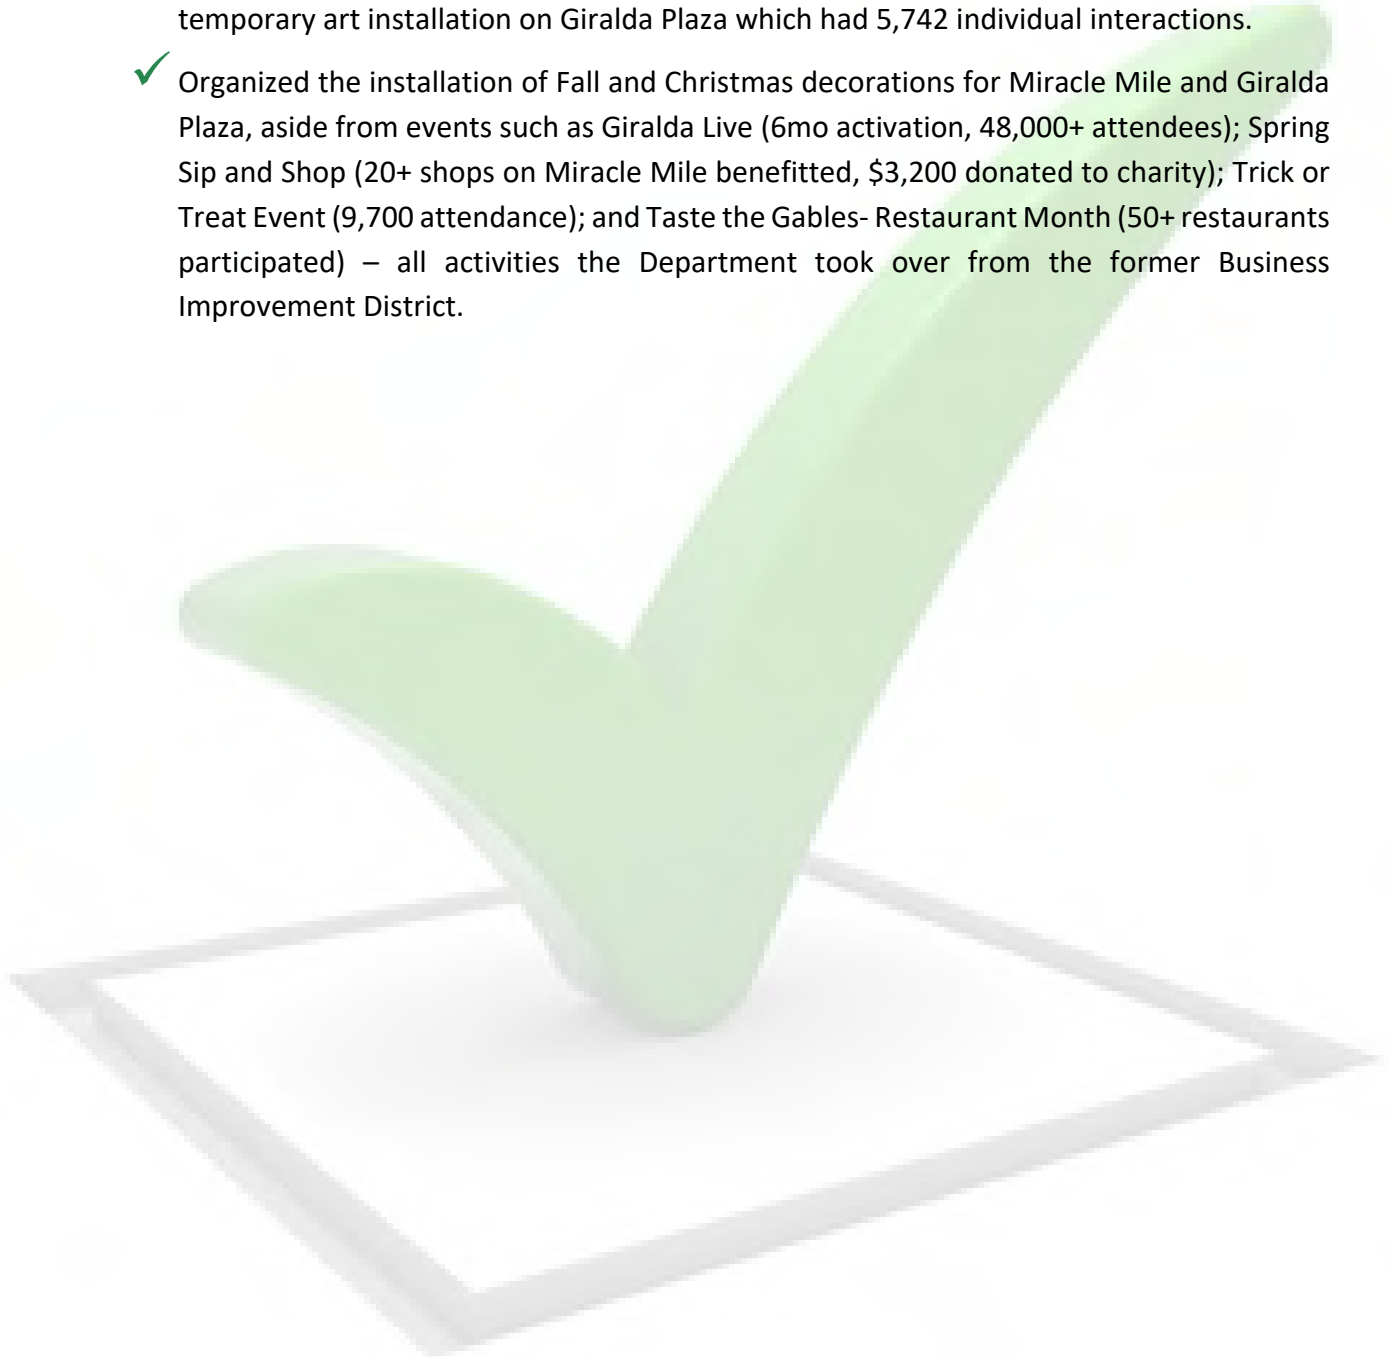 temporary art installation on Giralda Plaza which had 5,742 individual interactions.
Organized the installation of Fall and Christmas decorations for Miracle Mile and Giralda
Plaza, aside from events such as Giralda Live (6mo activation, 48,000+ attendees); Spring
Sip and Shop (20+ shops on Miracle Mile benefitted, $3,200 donated to charity); Trick or
Treat Event (9,700 attendance); and Taste the Gables- Restaurant Month (50+ restaurants
participated) – all activities the Department took over from the former Business
Improvement District.